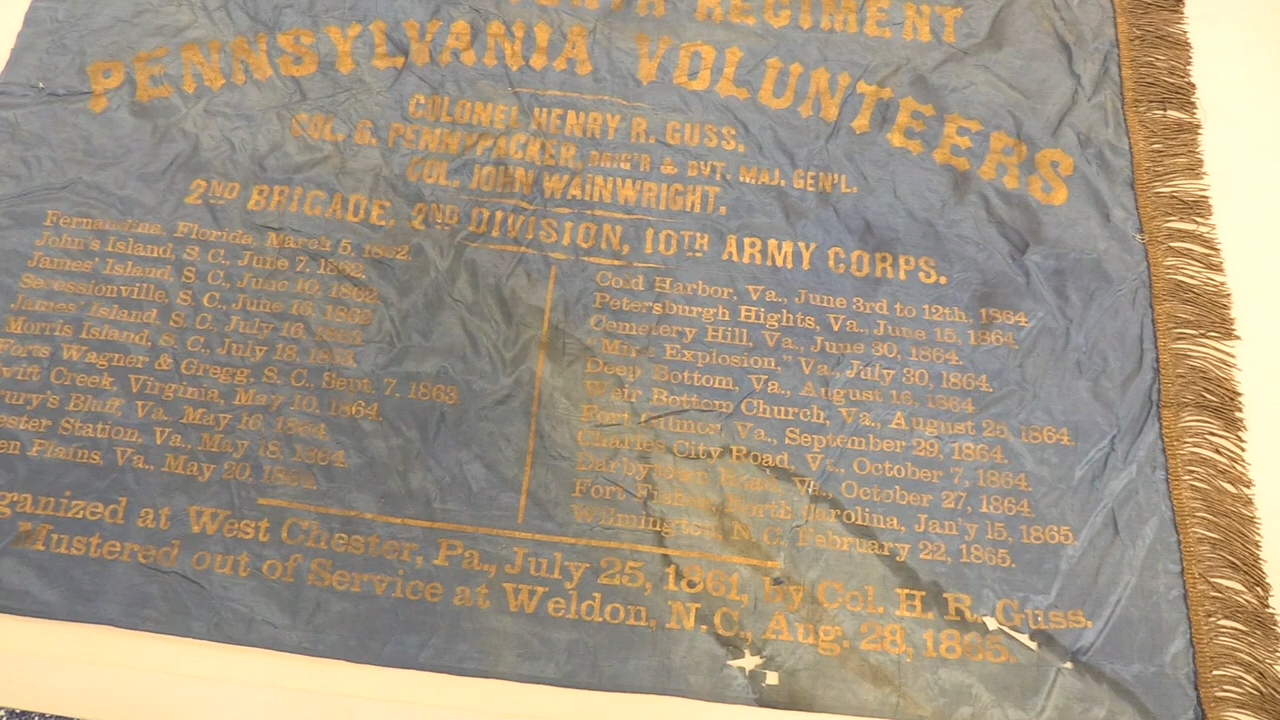 REGIMENT
PENNSYLVANIA VOLUNTEERS
COLONEL HENRY R. GUSS.
COL. G. PENNYPACKER, BRIG'R & BVT. MAJ. GEN'L.
COL. JOHN WAINWRIGHT.
2ND BRIGADE, 2ND DIVISION, 10TH ARMY CORPS.
Fernandina, Florida, March 5, 1862.
John's Island, S. C., June 7, 1862.
James' Island, S. C., June 10, 1862
Secessionville, S. C., June 16, 1862
James' Island, S. C., July 16,
Morris Island, S. C., July 18, 1863.
Forts Wagner & Gregg, S. C., Sept. 7, 1863.
wift Creek, Virginia, May 10, 1864.
ury's Bluff, Va., May 16, 1864.
ester Station, Va., May 18, 1864.
en Plains, Va., May 20,
Cold Harbor, Va., June 3rd to 12th, 1864
Petersburgh Hights, Va., June 15, 1864.
Cemetery Hill, Va., June 30, 1864.
"Mine Explosion," Va., July 30, 1864.
Deep Bottom, Va., August 16, 1864
Weir Bottom Church, Va., August 25, 1864.
Fort Gilmor, Va., September 29, 1864.
Charles City Road, Va., October 7, 1864.
Darbytown Road, Va., October 27, 1864.
Fort Fisher, North Carolina, Jan'y 15, 1865.
Wilmington, N. C., February 22, 1865.
ganized at West Chester, Pa., July 25, 1861, by Col. H. R. Guss.
Mustered out of Service at Weldon, N. C., Aug. 28, 1865.